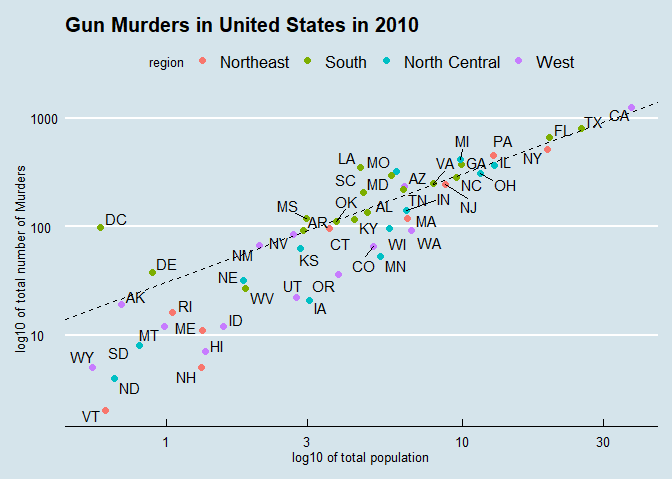 Gun Murders in United States in 2010
region Northeast South North Central West
log10 of total number of Murders
1000
100
10
CA
TX
FL
MI PA
NY
LA MO VA GA IL
SC MD AZ NC OH
NJ
MS OK AL TN IN
DC AR KY MA
NM NV CT WI WA
DE KS CO MN
NE UT OR
AK WV IA
RI
MT ME ID
SD HI
WY
ND NH
VT
1 3 10 30
log10 of total population